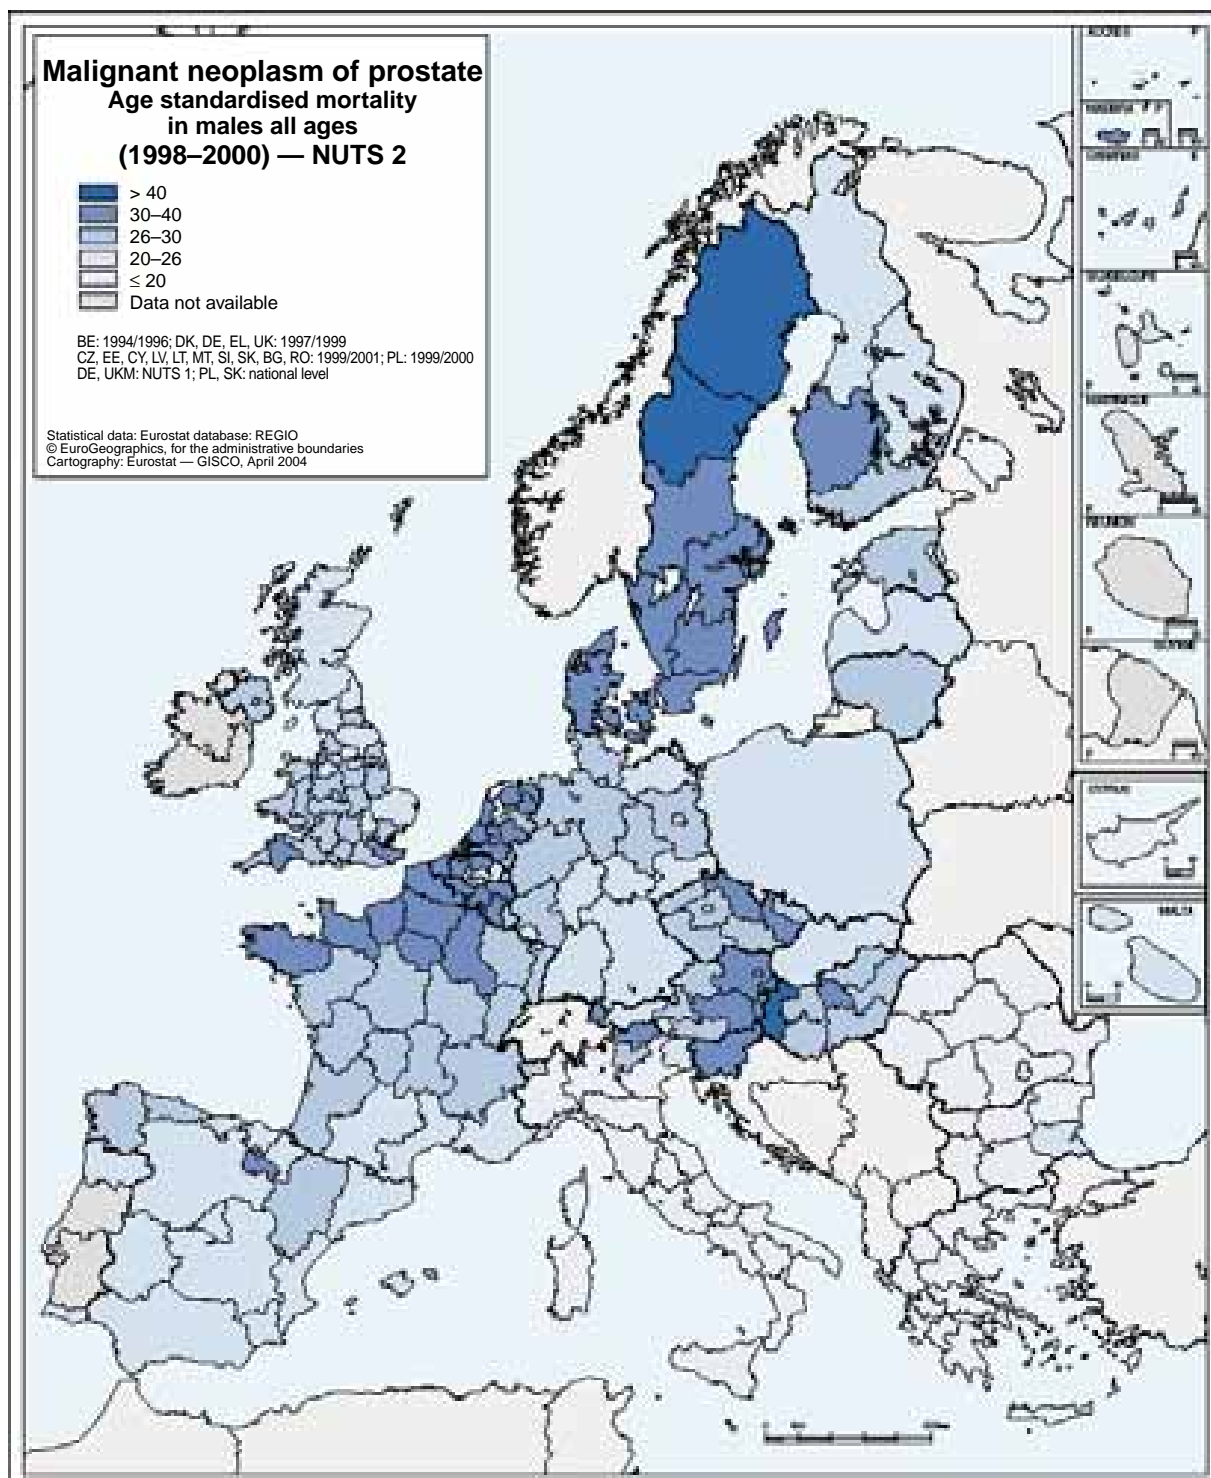 Malignant neoplasm of prostate
Age standardised mortality
in males all ages
(1998–2000) — NUTS 2
> 40
30–40
26–30
20–26
≤ 20
Data not available
BE: 1994/1996; DK, DE, EL, UK: 1997/1999
CZ, EE, CY, LV, LT, MT, SI, SK, BG, RO: 1999/2001; PL: 1999/2000
DE, UKM: NUTS 1; PL, SK: national level
Statistical data: Eurostat database: REGIO
© EuroGeographics, for the administrative boundaries
Cartography: Eurostat — GISCO, April 2004
MALTA